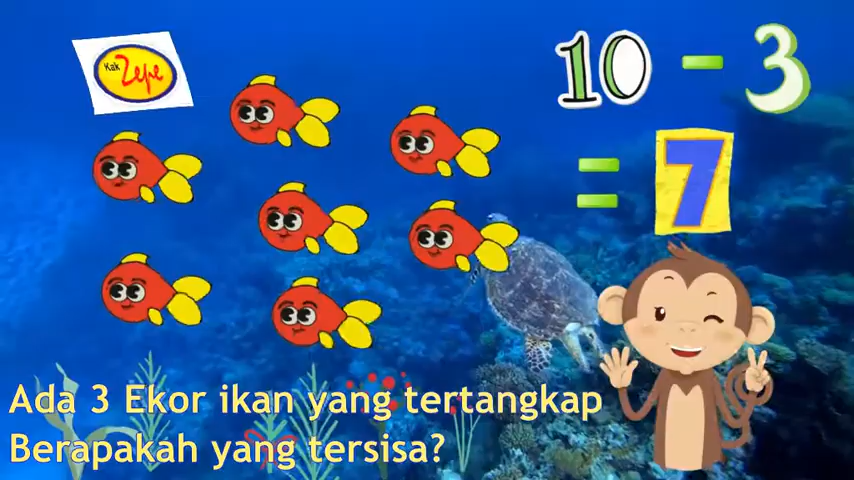 Kak Zepe
10 - 3
= 7
Ada 3 Ekor ikan yang tertangkap
Berapakah yang tersisa?